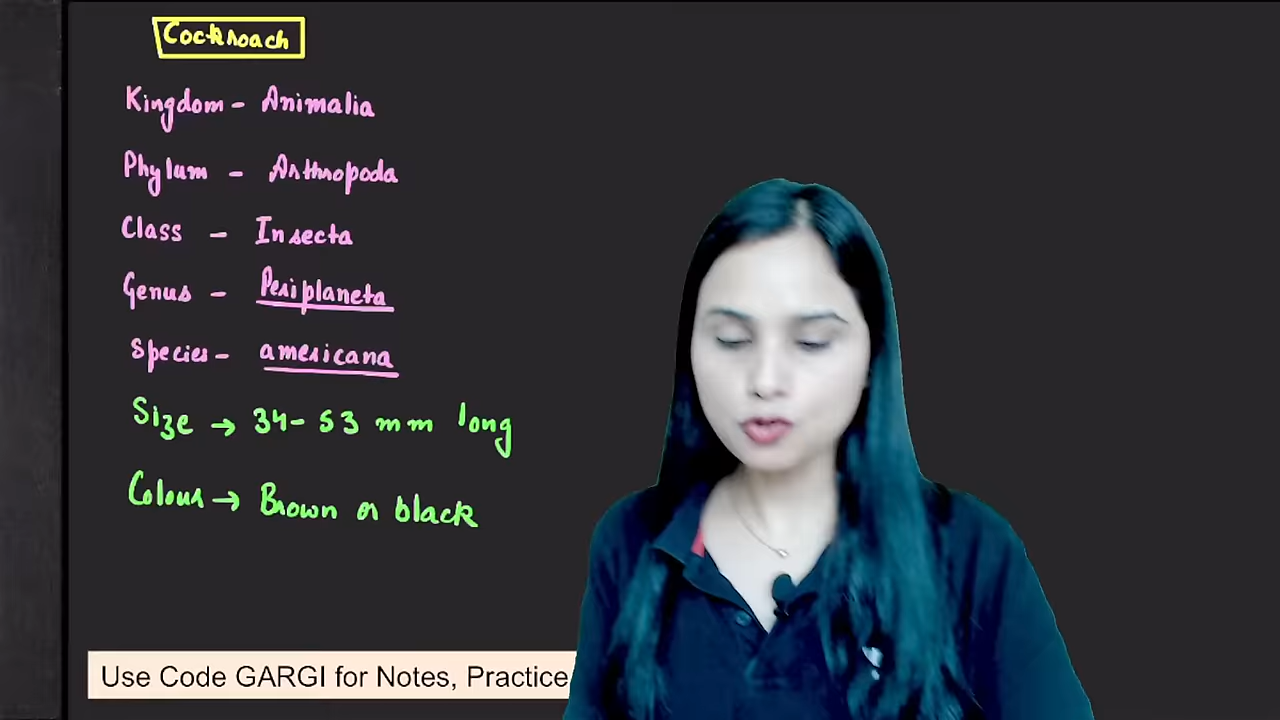 Cockroach
Kingdom - Animalia
Phylum - Arthropoda
Class - Insecta
Genus - Periplaneta
Species - americana
Size → 34-53 mm long
Colour → Brown or black
Use Code GARGI for Notes, Practice